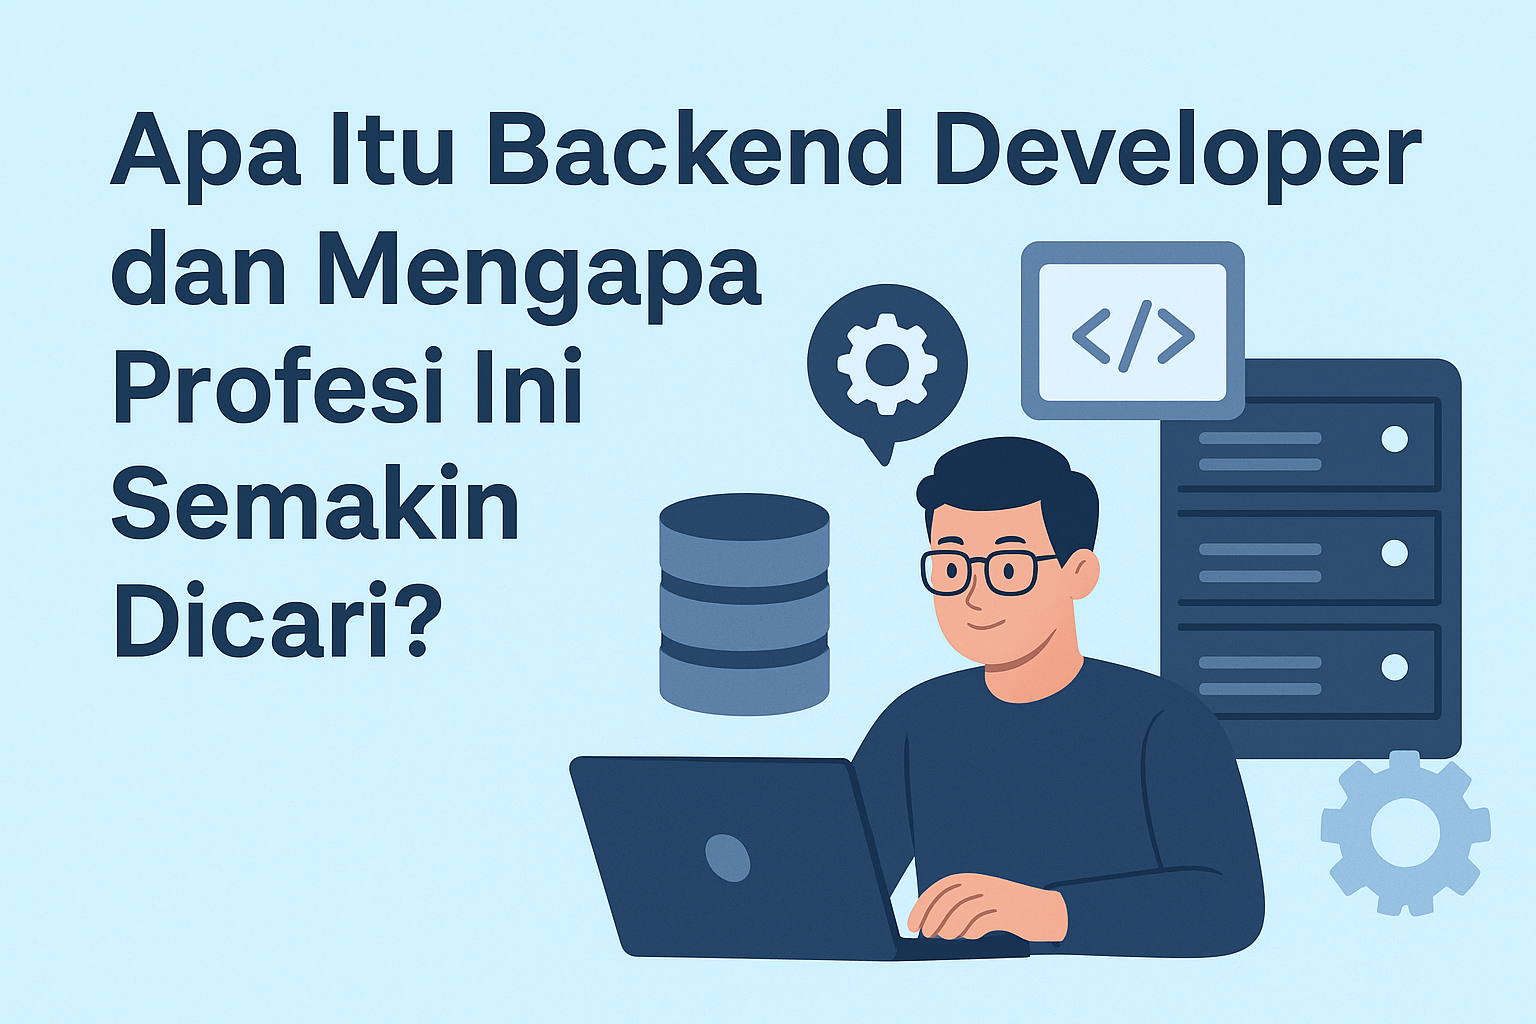 Apa Itu Backend Developer
dan Mengapa
Profesi Ini
Semakin
Dicari?
</>